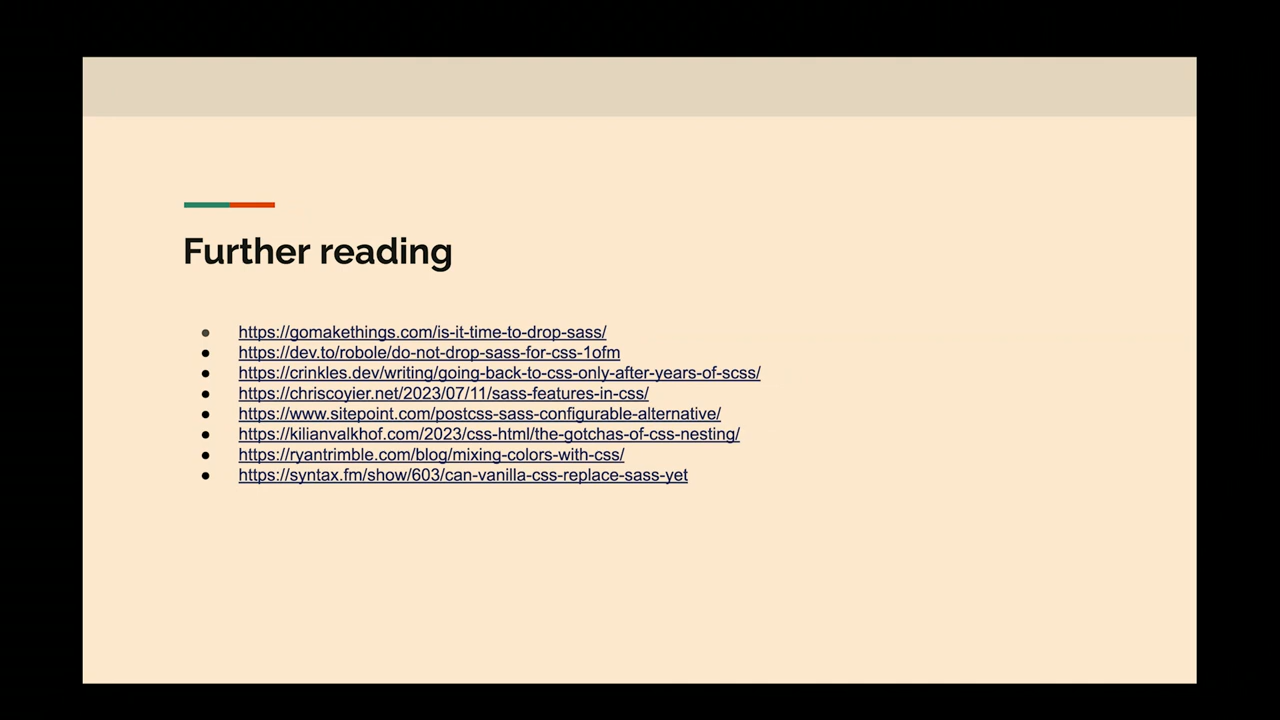 Further reading
● https://gomakethings.com/is-it-time-to-drop-sass/
● https://dev.to/robole/do-not-drop-sass-for-css-1ofm
● https://crinkles.dev/writing/going-back-to-css-only-after-years-of-scss/
● https://chriscoyier.net/2023/07/11/sass-features-in-css/
● https://www.sitepoint.com/postcss-sass-configurable-alternative/
● https://kilianvalkhof.com/2023/css-html/the-gotchas-of-css-nesting/
● https://ryantrimble.com/blog/mixing-colors-with-css/
● https://syntax.fm/show/603/can-vanilla-css-replace-sass-yet